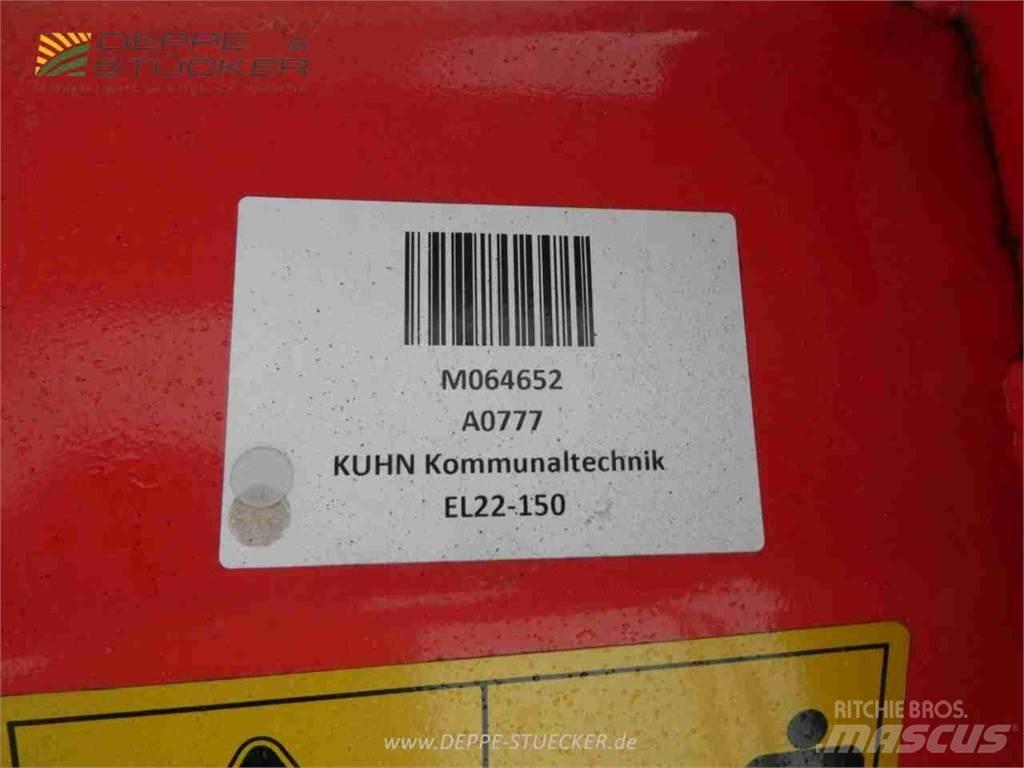 DEPPE &
STÜCKER
M064652
A0777
KUHN Kommunaltechnik
EL22-150
RITCHIE BROS.
MASCUS
www.DEPPE-STUECKER.de